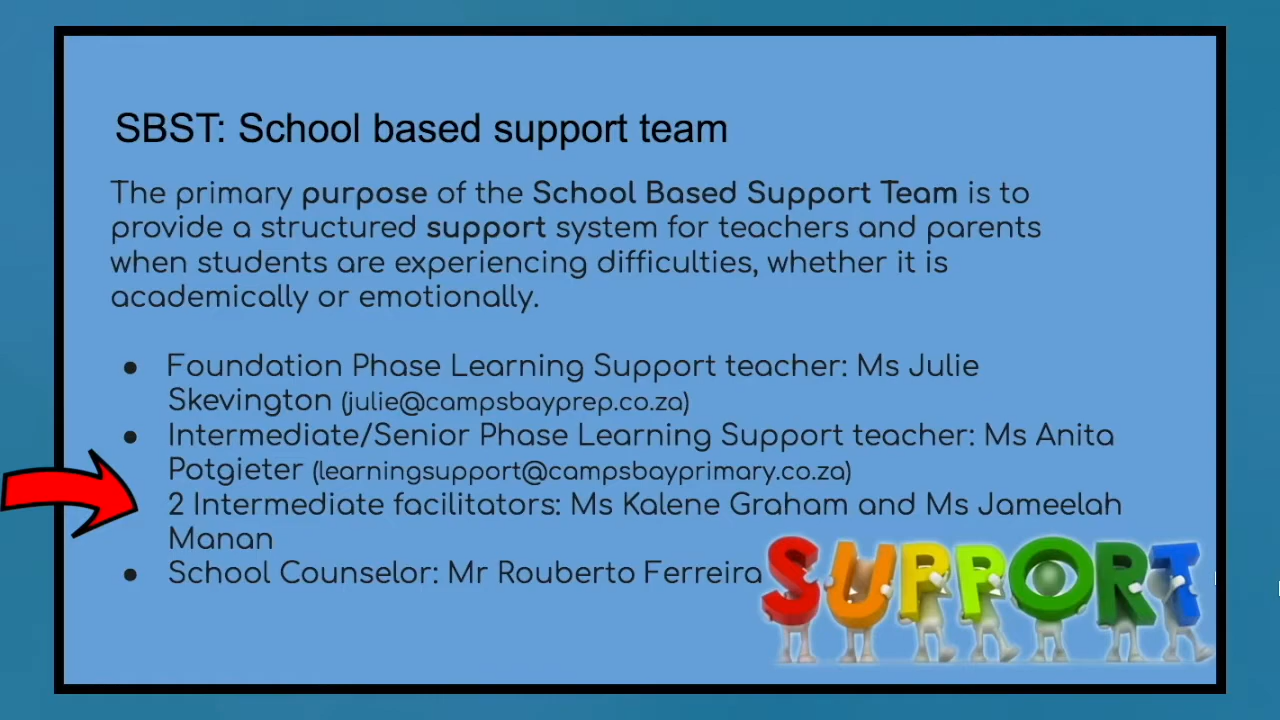 SBST: School based support team
The primary purpose of the School Based Support Team is to
provide a structured support system for teachers and parents
when students are experiencing difficulties, whether it is
academically or emotionally.
● Foundation Phase Learning Support teacher: Ms Julie
Skevington (julie@campsbayprep.co.za)
● Intermediate/Senior Phase Learning Support teacher: Ms Anita
Potgieter (learningsupport@campsbayprimary.co.za)
2 Intermediate facilitators: Ms Kalene Graham and Ms Jameelah
Manan
● School Counselor: Mr Rouberto Ferreira
SUPPORT